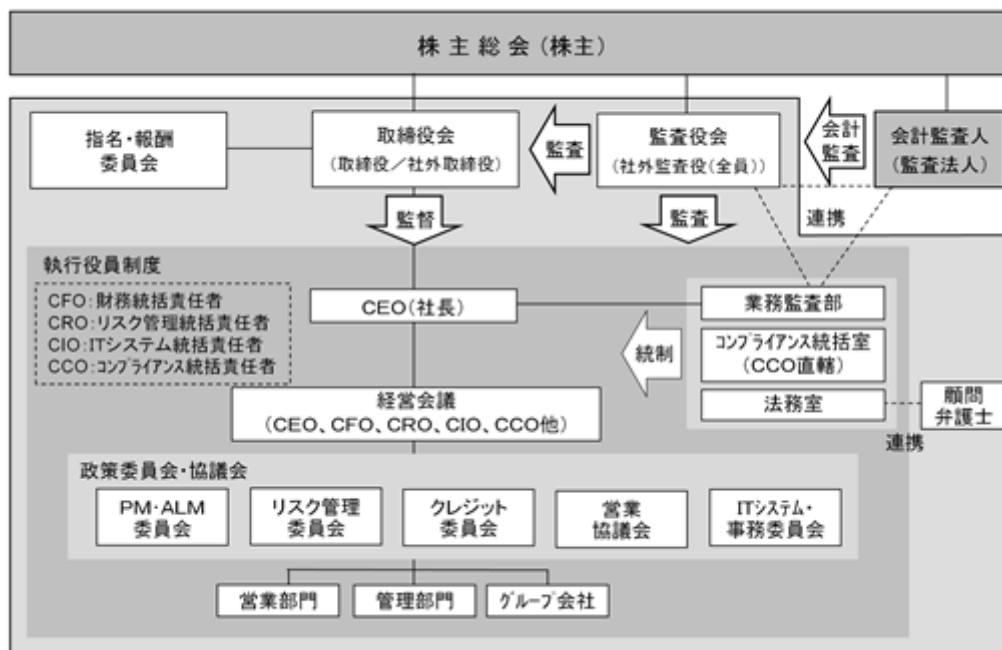 株主総会(株主)
指名・報酬
委員会
取締役会
(取締役/社外取締役)
監査
監査役会
(社外監査役(全員))
会計
監査
会計監査人
(監査法人)
監督
監査
連携
執行役員制度
CFO:財務統括責任者
CRO:リスク管理統括責任者
CIO:ITシステム統括責任者
CCO:コンプライアンス統括責任者
CEO(社長)
業務監査部
統制
コンプライアンス統括室
(CCO直轄)
法務室
顧問
弁護士
連携
経営会議
(CEO、CFO、CRO、CIO、CCO他)
政策委員会・協議会
PM・ALM
委員会
リスク管理
委員会
クレジット
委員会
営業
協議会
ITシステム・
事務委員会
営業部門
管理部門
グループ会社